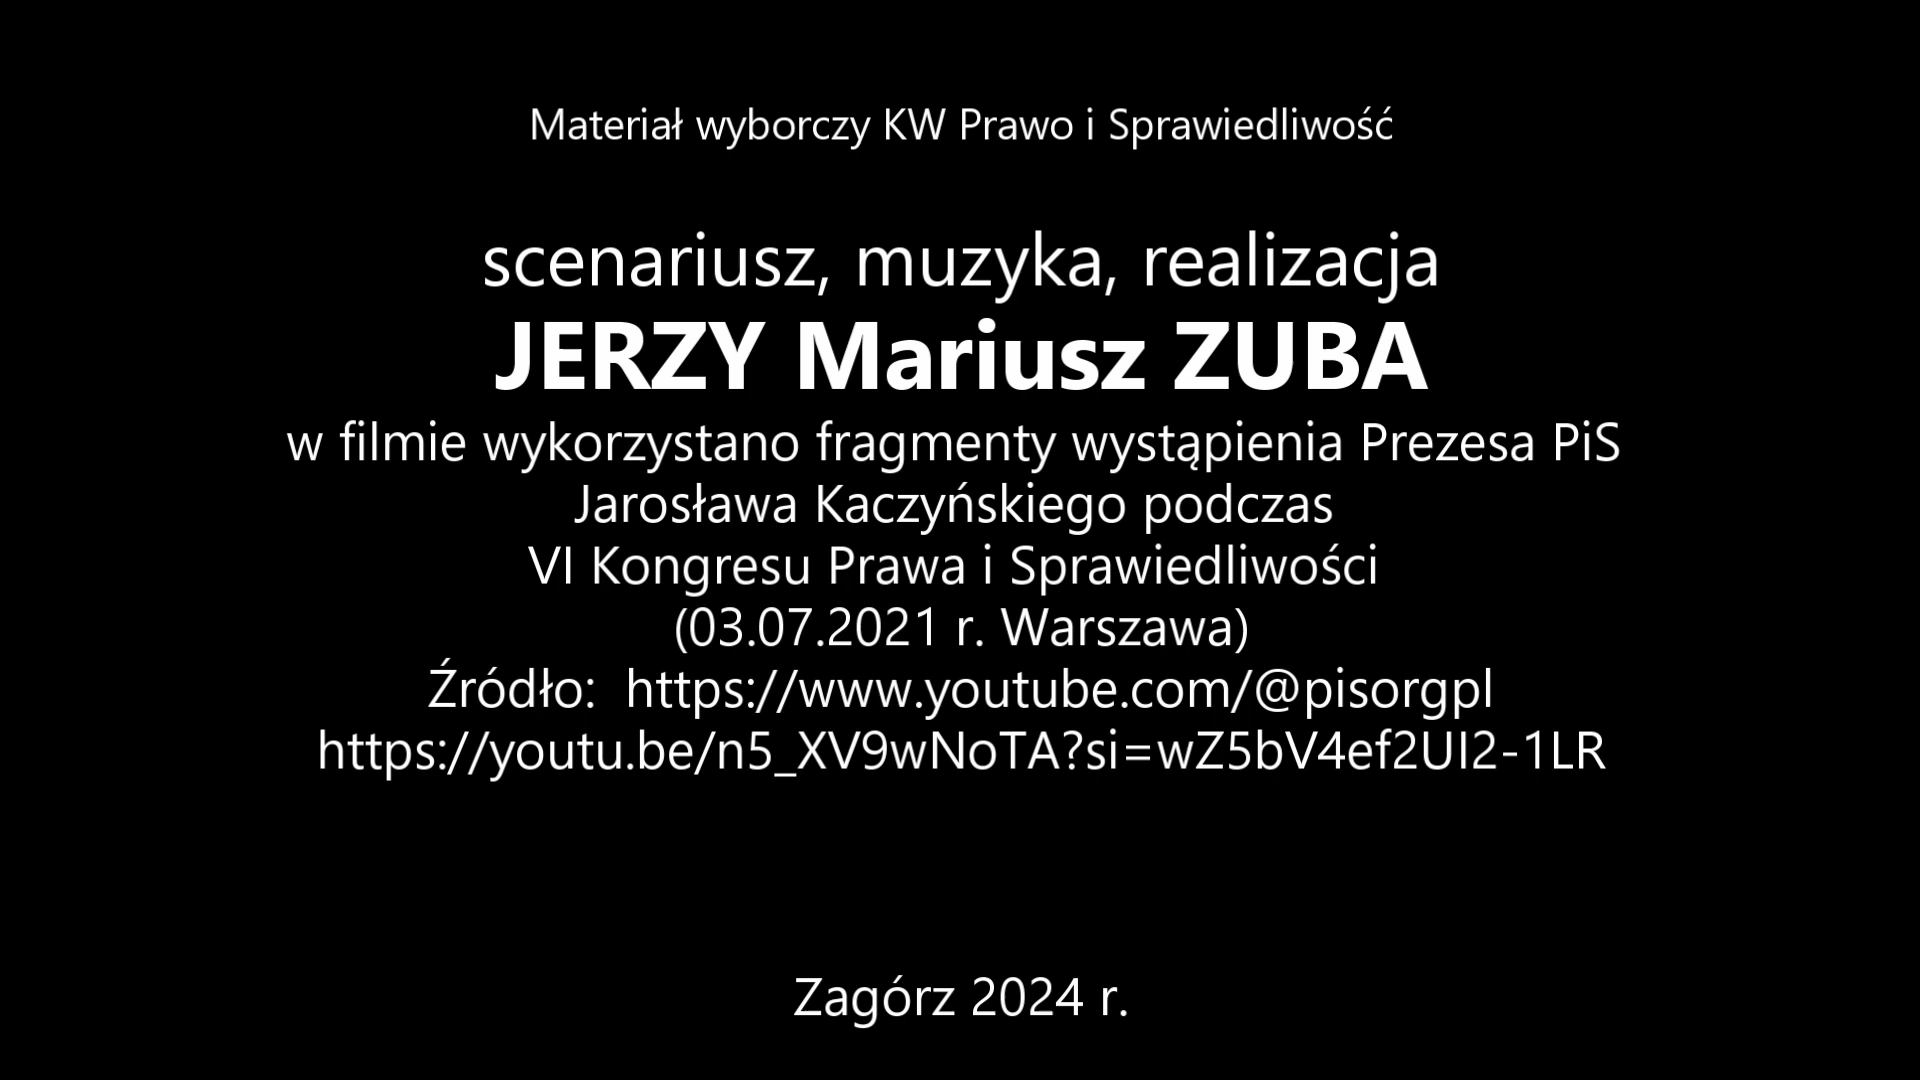 Materiał wyborczy KW Prawo i Sprawiedliwość
scenariusz, muzyka, realizacja
JERZY Mariusz ZUBA
w filmie wykorzystano fragmenty wystąpienia Prezesa PiS
Jarosława Kaczyńskiego podczas
VI Kongresu Prawa i Sprawiedliwości
(03.07.2021 r. Warszawa)
Źródło:  https://www.youtube.com/@pisorgpl
https://youtu.be/n5_XV9wNoTA?si=wZ5bV4ef2UI2-1LR
Zagórz 2024 r.